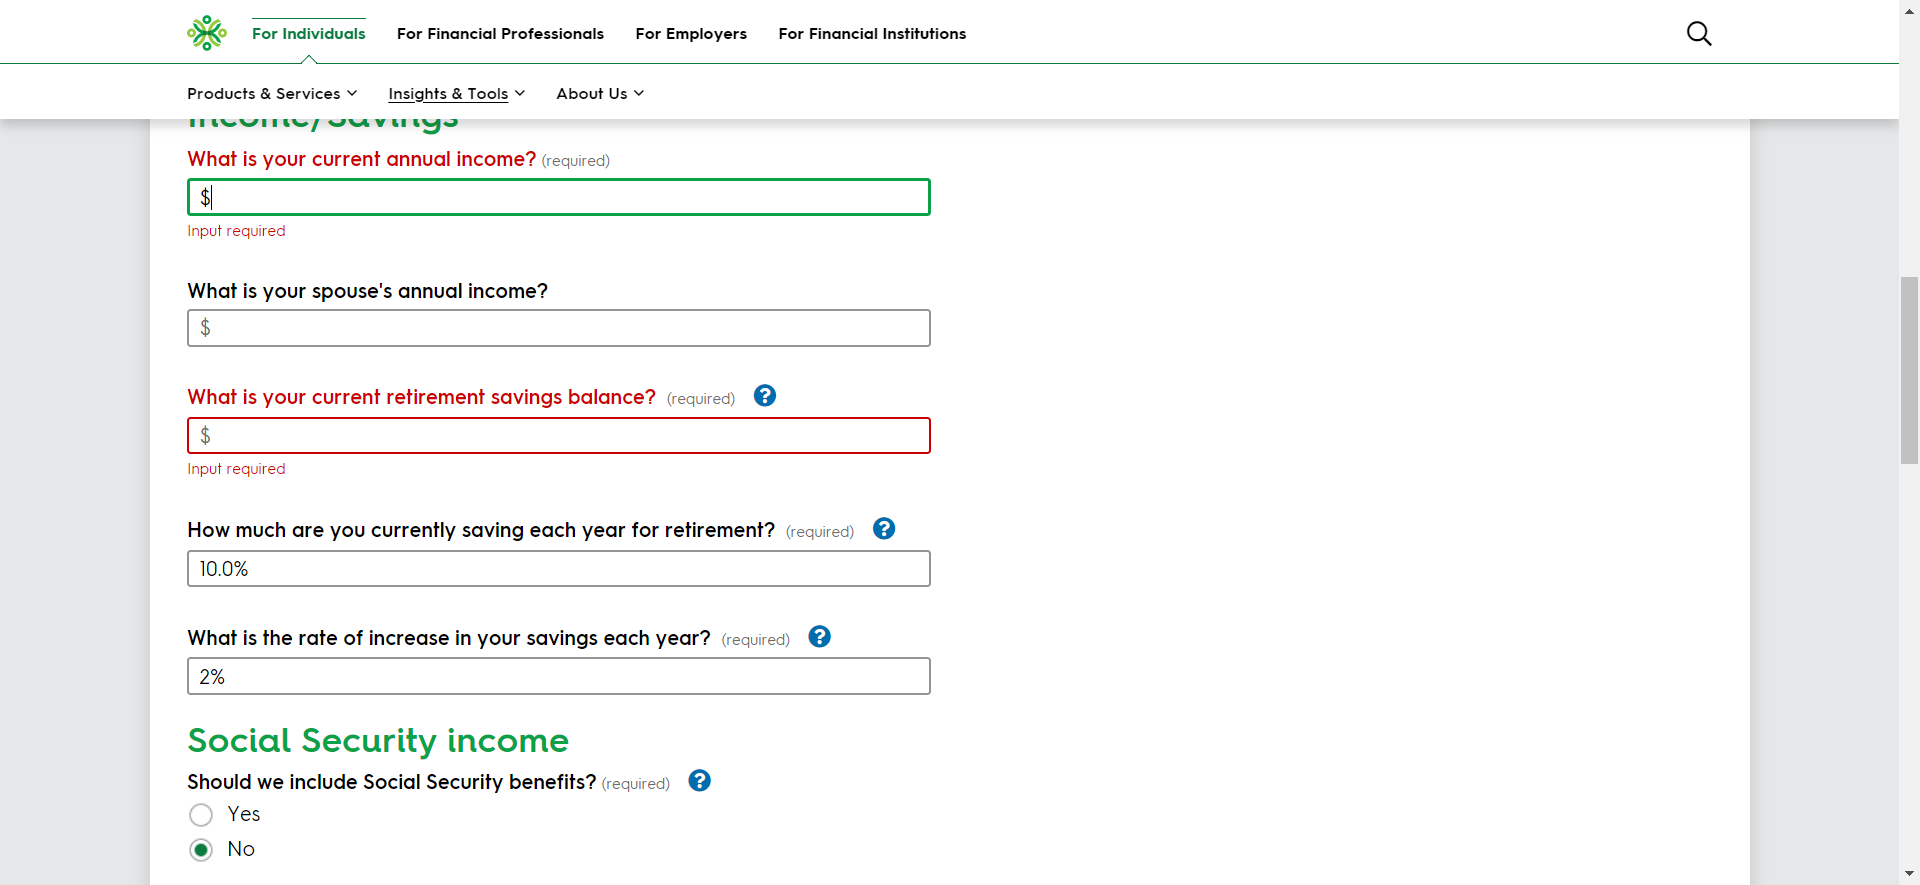 For Individuals For Financial Professionals For Employers For Financial Institutions
Products & Services Insights & Tools About Us
Income/Savings
What is your current annual income? (required)
$
Input required
What is your spouse's annual income?
$
What is your current retirement savings balance? (required) ?
$
Input required
How much are you currently saving each year for retirement? (required) ?
10.0%
What is the rate of increase in your savings each year? (required) ?
2%
Social Security income
Should we include Social Security benefits? (required) ?
Yes
No